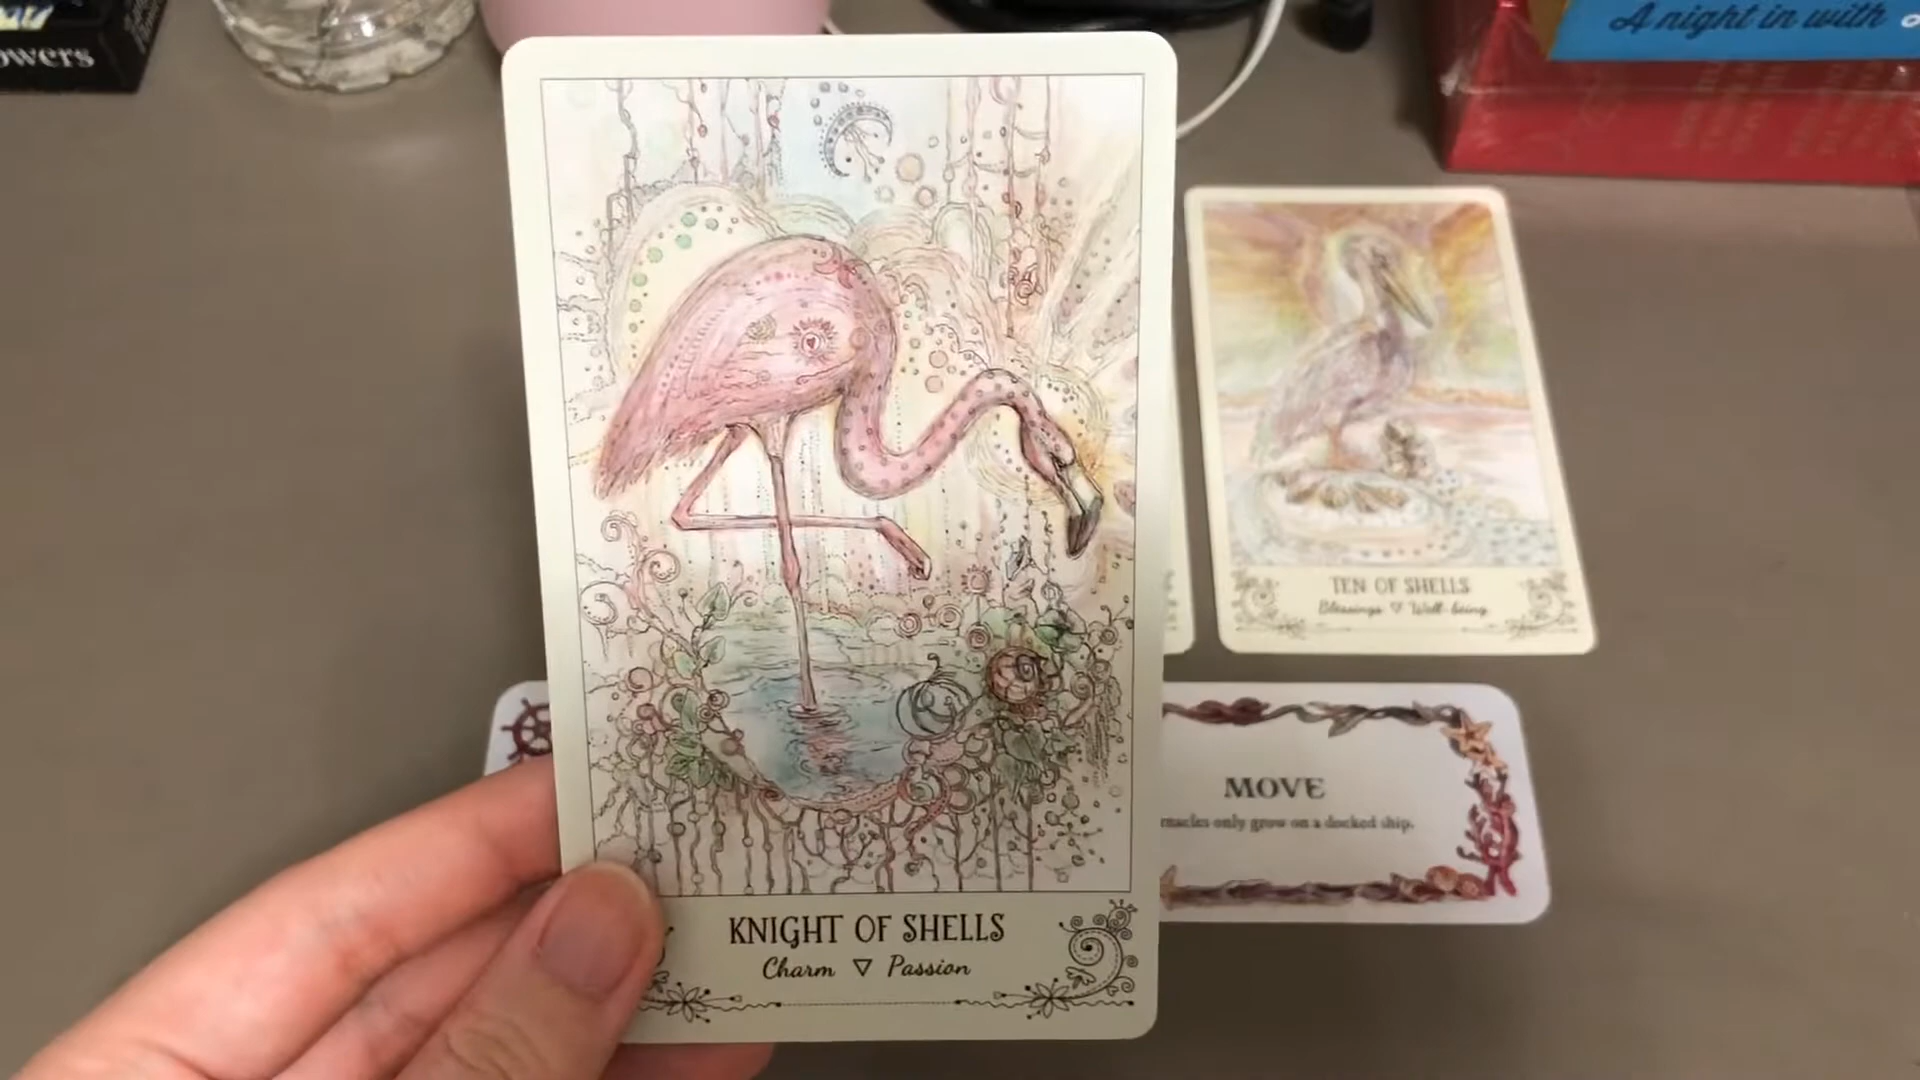 owers
A night in with
TEN OF SHELLS
Blessings ▽ Well-being
MOVE
rnacles only grow on a docked ship.
KNIGHT OF SHELLS
Charm ▽ Passion